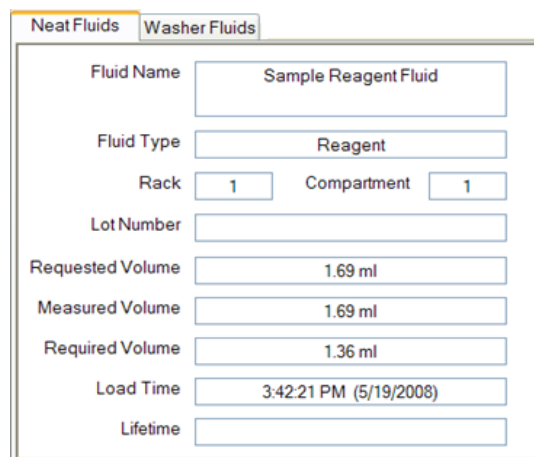 Neat Fluids Washer Fluids
Fluid Name Sample Reagent Fluid
Fluid Type Reagent
Rack 1 Compartment 1
Lot Number
Requested Volume 1.69 ml
Measured Volume 1.69 ml
Required Volume 1.36 ml
Load Time 3:42:21 PM (5/19/2008)
Lifetime